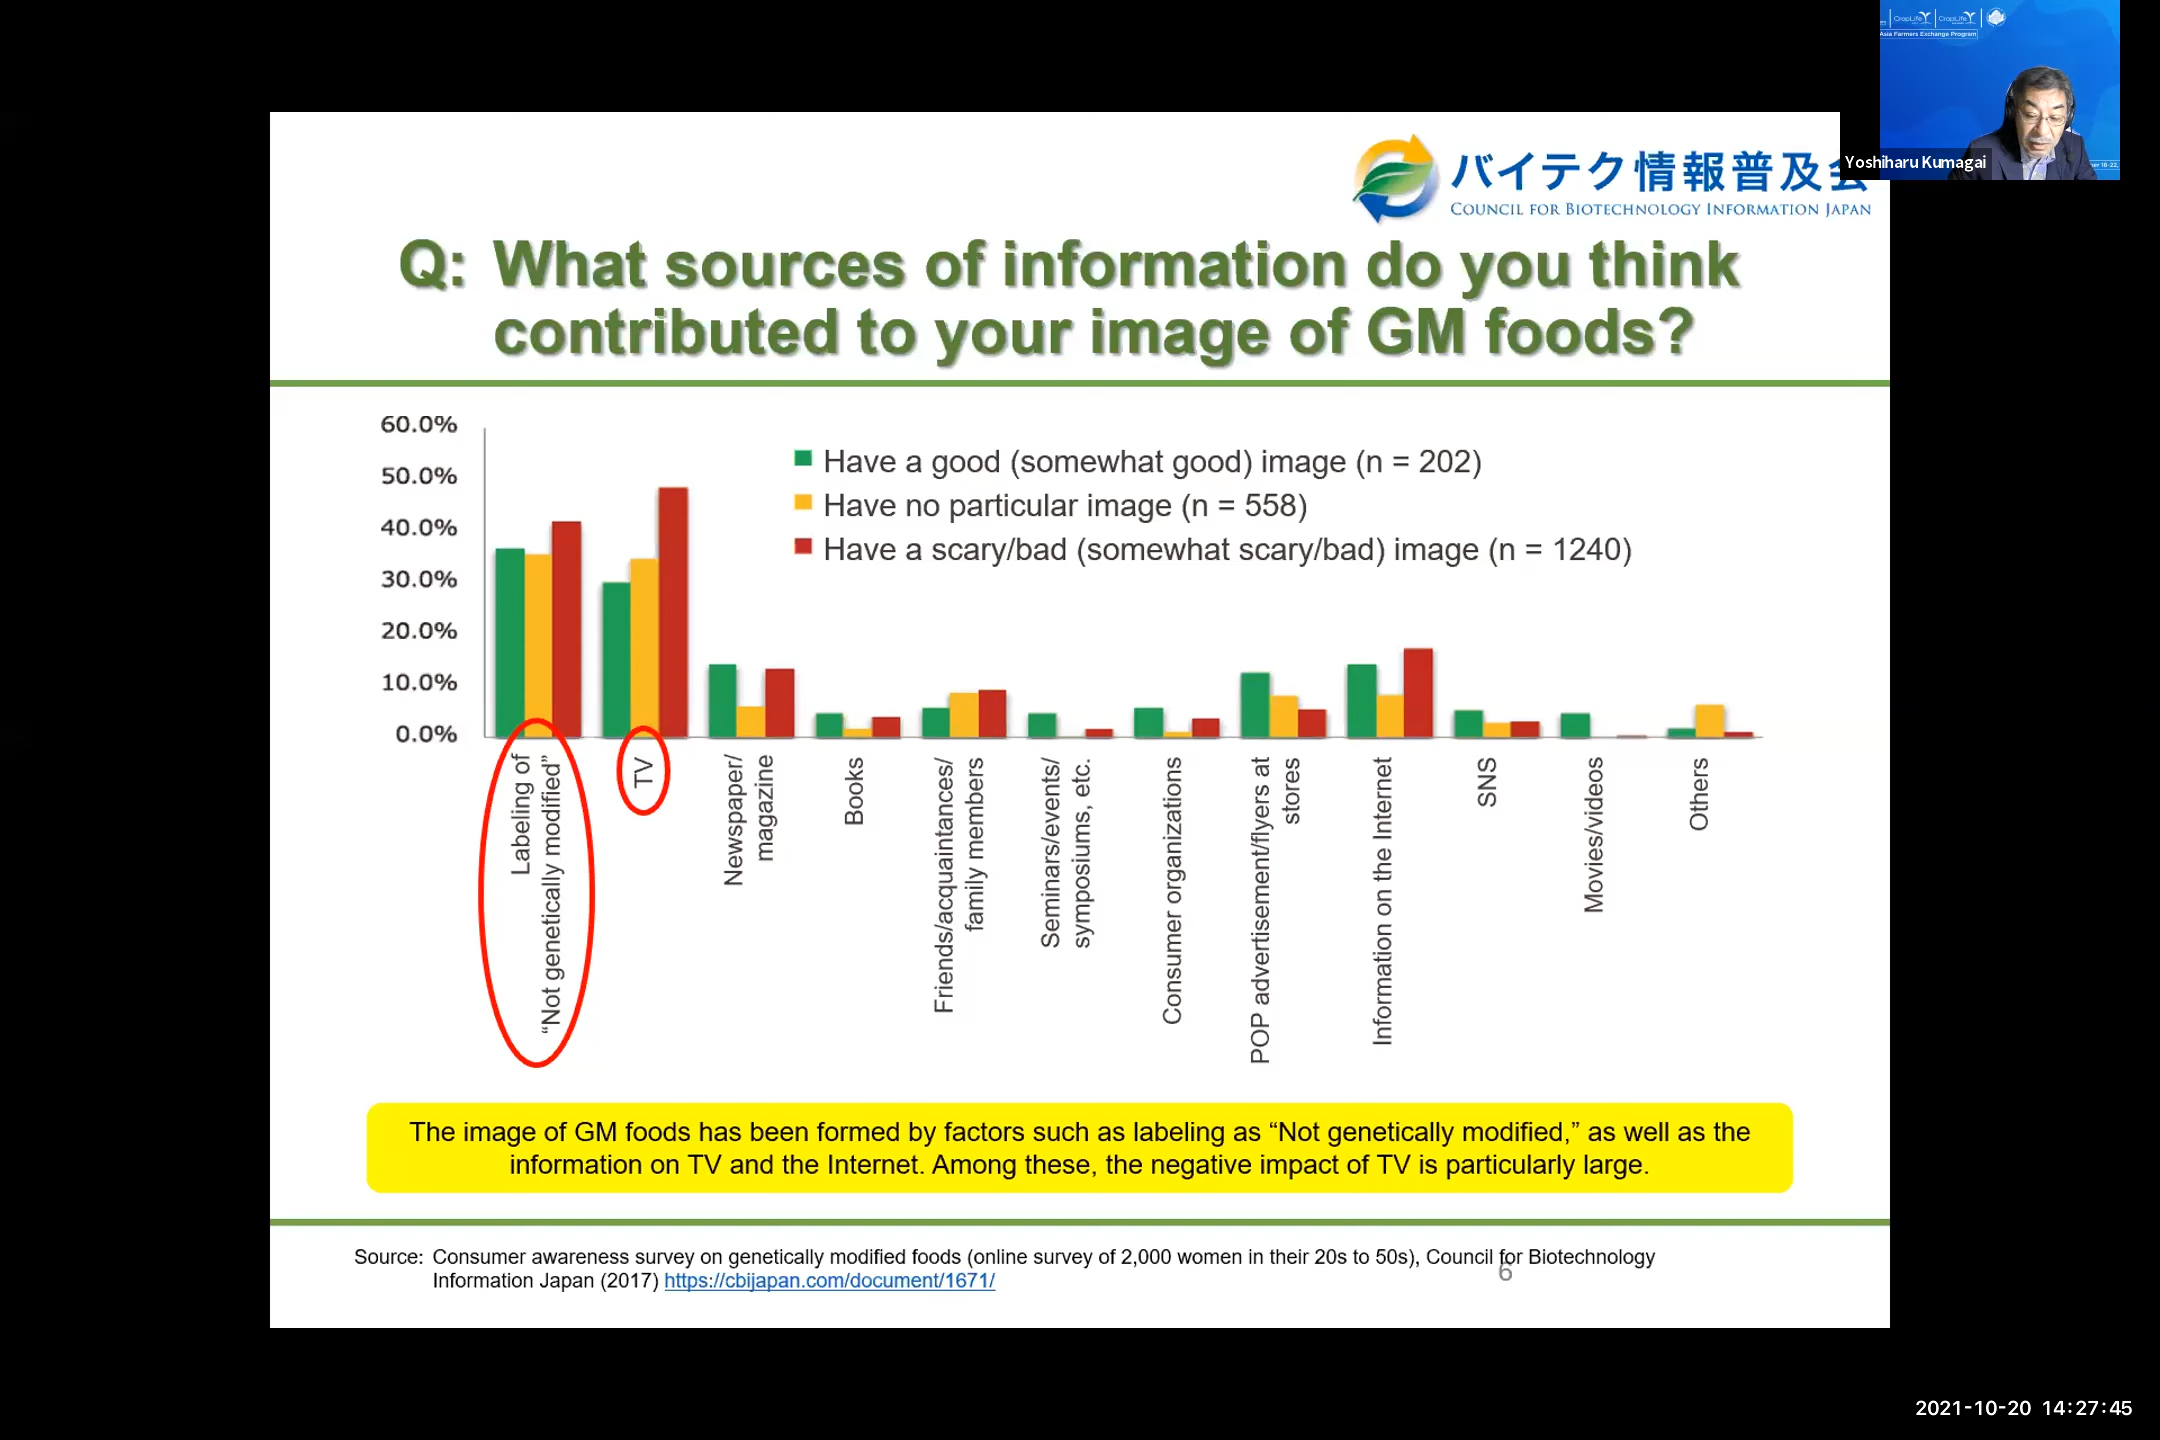 CropLife
CropLife
Asia Farmers Exchange Program
Yoshiharu Kumagai
バイテク情報普及会
COUNCIL FOR BIOTECHNOLOGY INFORMATION JAPAN
Q: What sources of information do you think
contributed to your image of GM foods?
60.0%
50.0%
40.0%
30.0%
20.0%
10.0%
0.0%
Have a good (somewhat good) image (n = 202)
Have no particular image (n = 558)
Have a scary/bad (somewhat scary/bad) image (n = 1240)
Labeling of
“Not genetically modified”
TV
Newspaper/
magazine
Books
Friends/acquaintances/
family members
Seminars/events/
symposiums, etc.
Consumer organizations
POP advertisement/flyers at
stores
Information on the Internet
SNS
Movies/videos
Others
The image of GM foods has been formed by factors such as labeling as “Not genetically modified,” as well as the
information on TV and the Internet. Among these, the negative impact of TV is particularly large.
Source: Consumer awareness survey on genetically modified foods (online survey of 2,000 women in their 20s to 50s), Council for Biotechnology
Information Japan (2017) https://cbijapan.com/document/1671/
6
2021-10-20 14:27:45